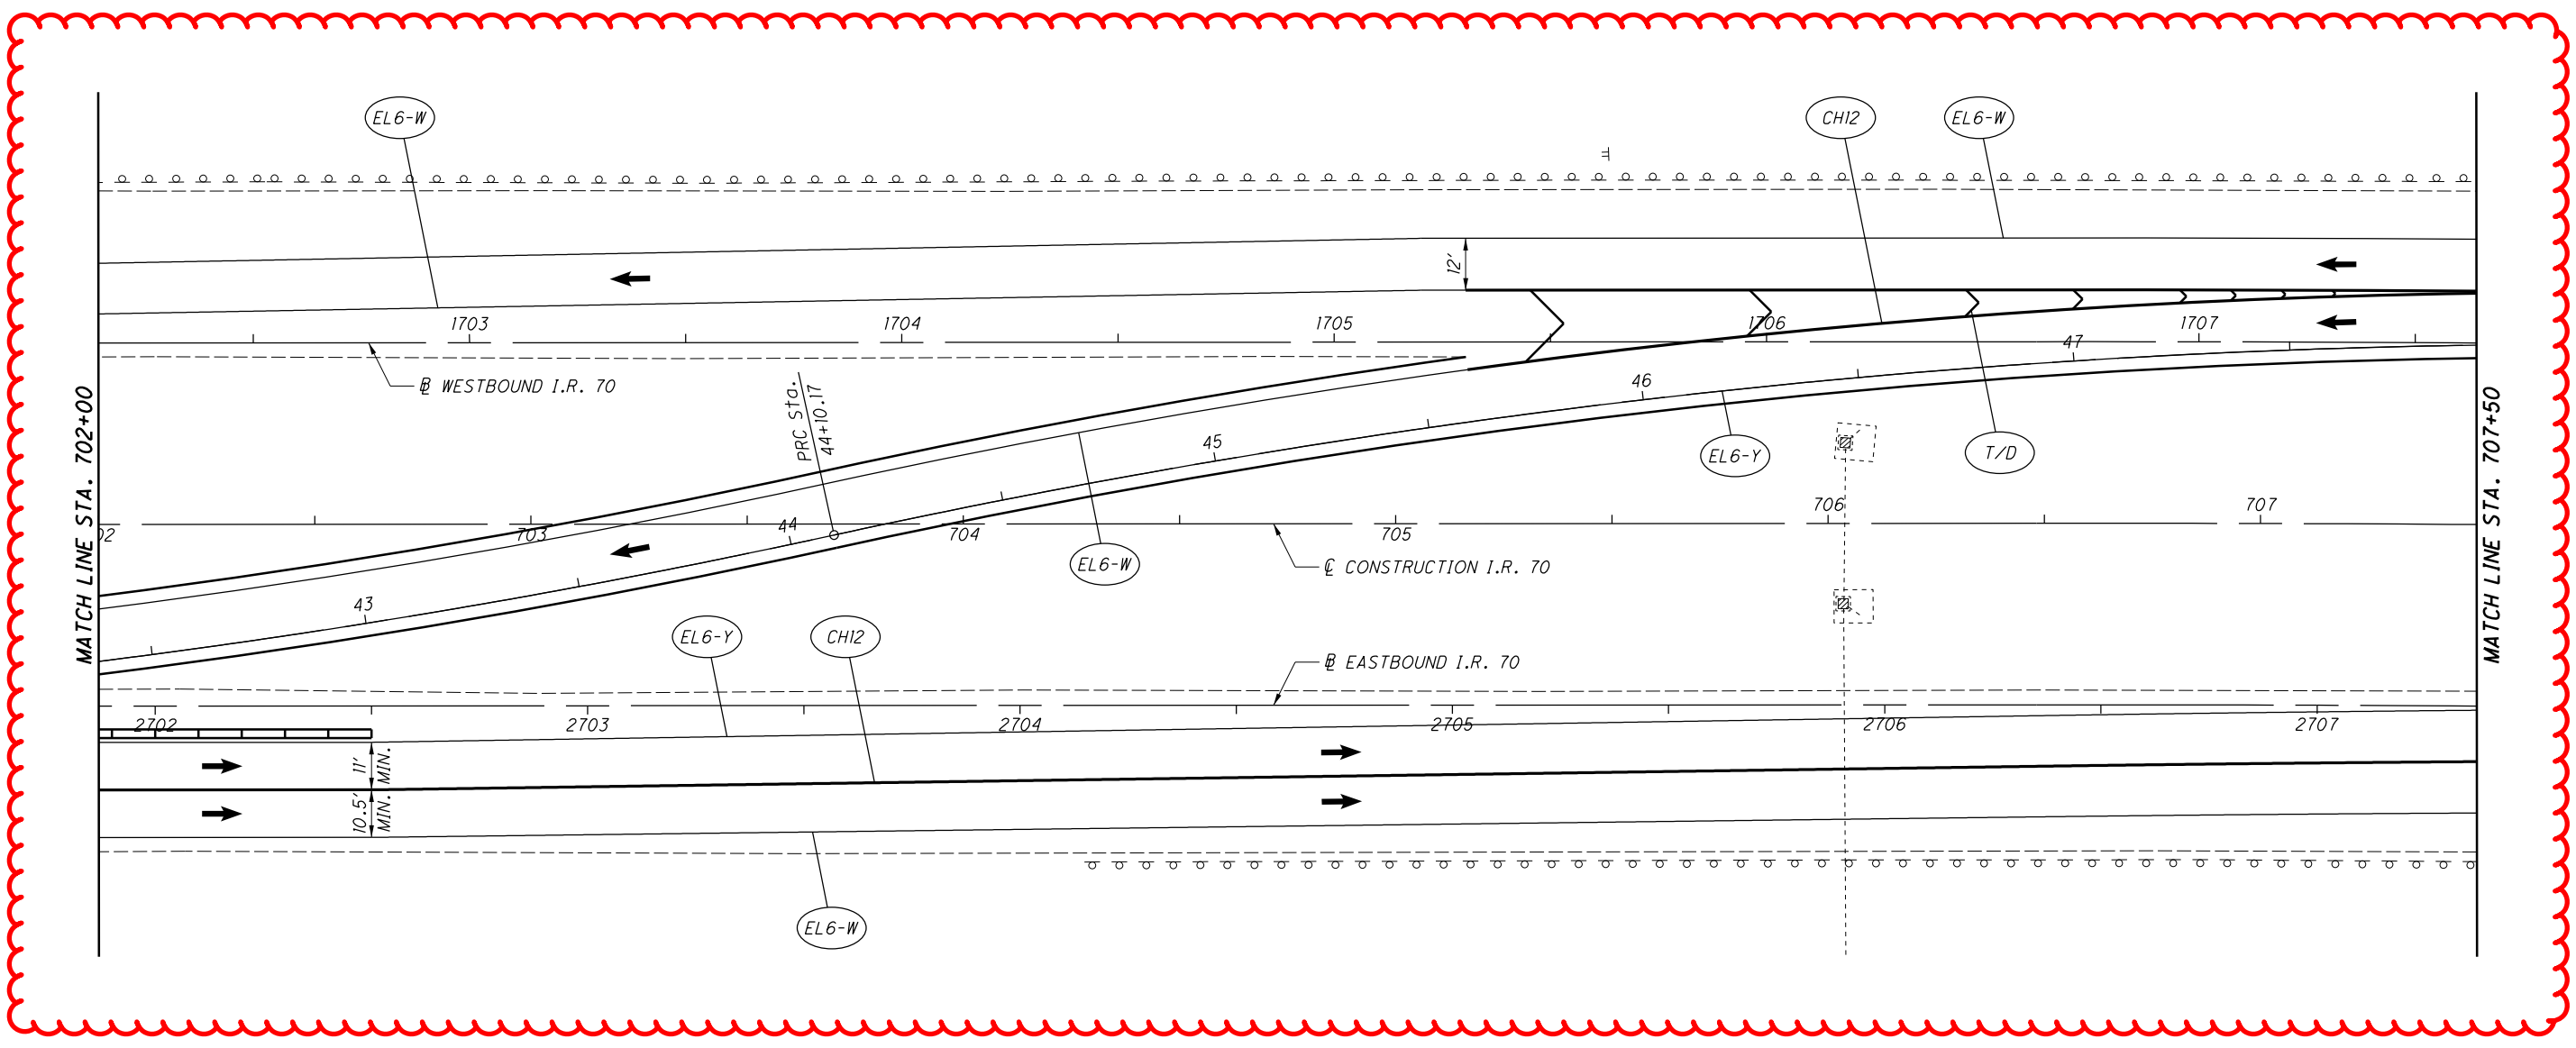 EL6-W
CH12
EL6-W
12'
1703
1704
1705
1706
1707
℄ WESTBOUND I.R. 70
PRC Sta.
44+10.17
47
46
45
44
43
EL6-Y
T/D
MATCH LINE STA. 702+00
MATCH LINE STA. 707+50
02
703
704
705
706
707
EL6-W
℄ CONSTRUCTION I.R. 70
EL6-Y
CH12
B͟L EASTBOUND I.R. 70
2702
2703
2704
2705
2706
2707
11'
MIN.
10.5'
MIN.
EL6-W